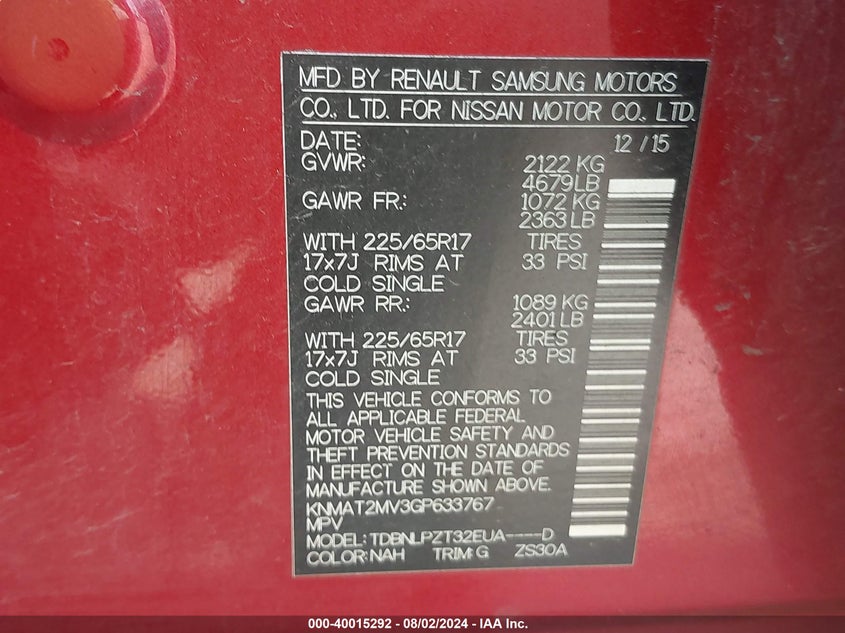 MFD BY RENAULT SAMSUNG MOTORS
CO., LTD. FOR NISSAN MOTOR CO., LTD.
DATE: 12 / 15
GVWR: 2122 KG
4679 LB
GAWR FR.: 1072 KG
2363 LB
WITH 225/65R17 TIRES
17x7J RIMS AT 33 PSI
COLD SINGLE
GAWR RR.: 1089 KG
2401 LB
WITH 225/65R17 TIRES
17x7J RIMS AT 33 PSI
COLD SINGLE
THIS VEHICLE CONFORMS TO
ALL APPLICABLE FEDERAL
MOTOR VEHICLE SAFETY AND
THEFT PREVENTION STANDARDS
IN EFFECT ON THE DATE OF
MANUFACTURE SHOWN ABOVE.
KNMAT2MV3GP633767
MPV
MODEL: TDBNLPZT32EUA----D
COLOR: NAH TRIM: G ZS30A
000-40015292 - 08/02/2024 - IAA Inc.